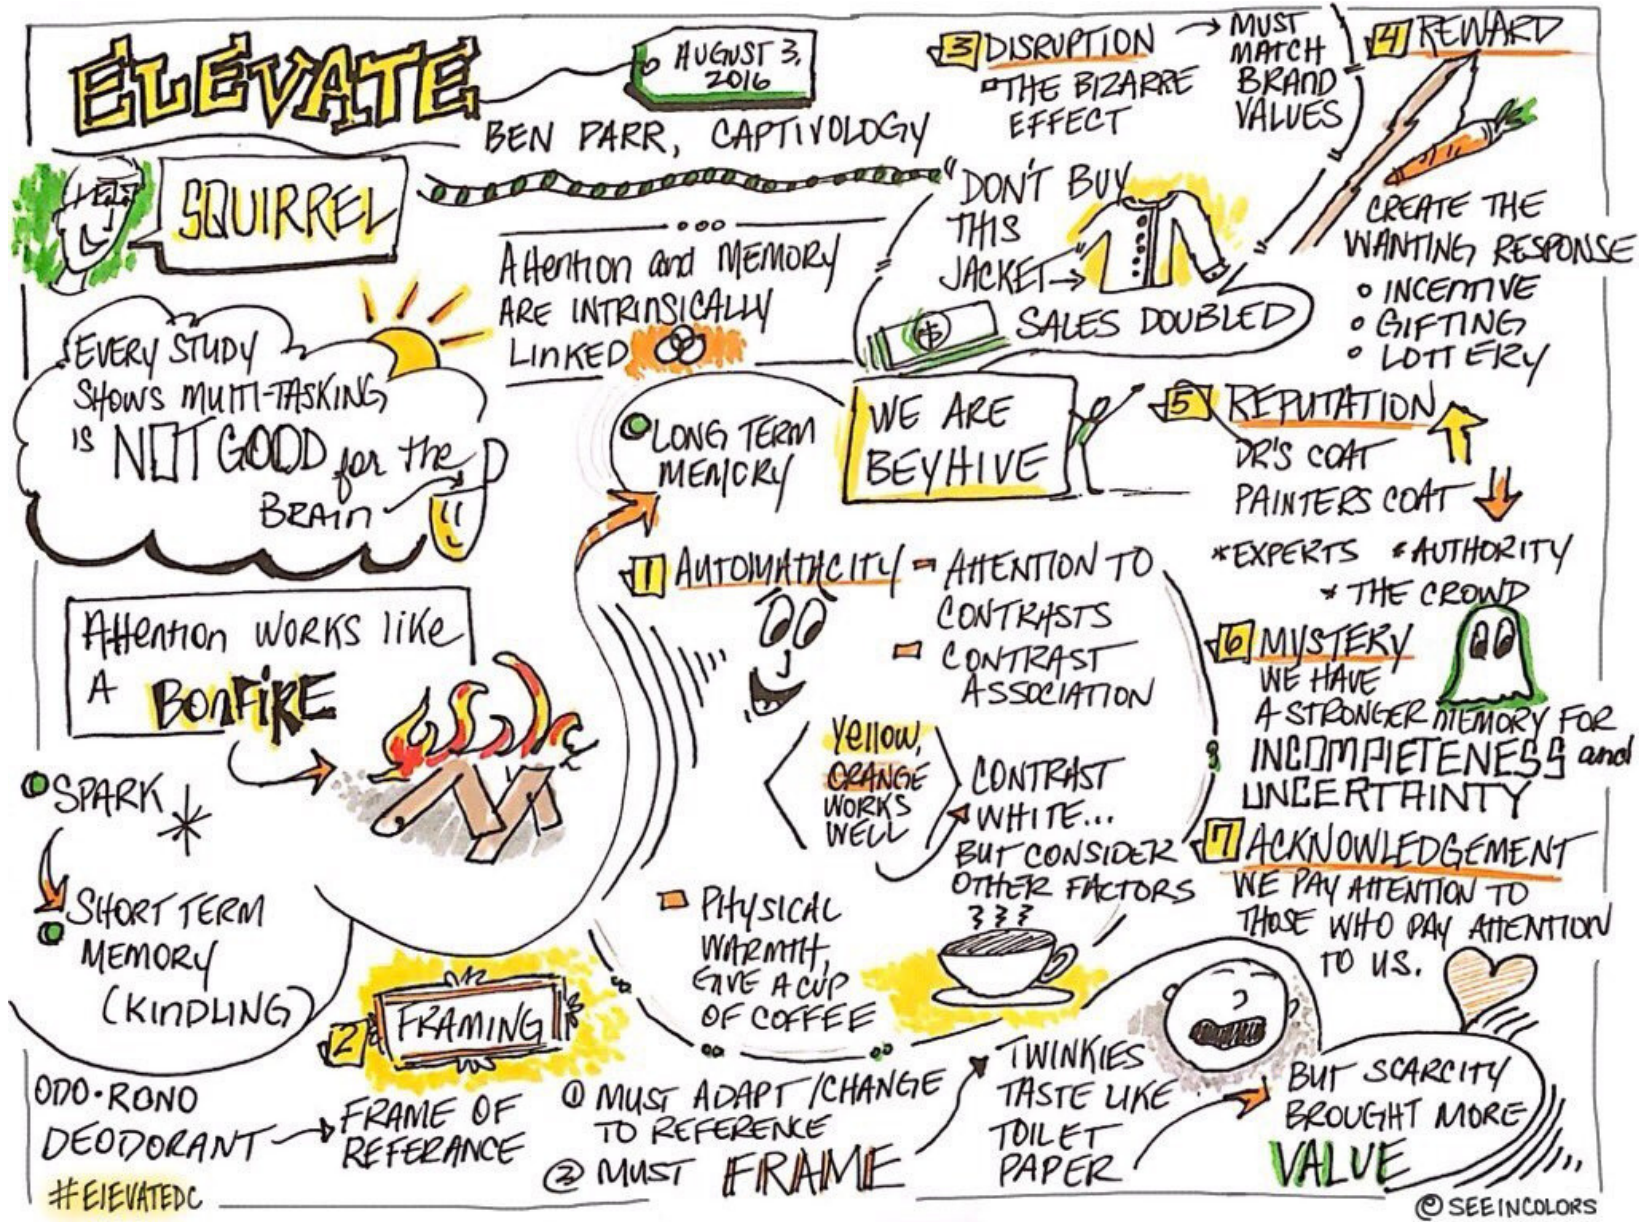 ELEVATE
AUGUST 3,
2016
BEN PARR, CAPTIVOLOGY
SQUIRREL
Attention and MEMORY
ARE INTRINSICALLY
LINKED
EVERY STUDY
SHOWS MULTI-TASKING
IS NOT GOOD for the
BRAIN
Attention WORKS like
A BONFIRE
SPARK
SHORT TERM
MEMORY
(KINDLING)
LONG TERM
MEMORY
WE ARE
BEYHIVE
1 AUTOMATACITY
ATTENTION TO
CONTRASTS
CONTRAST
ASSOCIATION
Yellow,
ORANGE
WORKS
WELL
CONTRAST
WHITE...
BUT CONSIDER
OTHER FACTORS
PHYSICAL
WARMTH,
GIVE A CUP
OF COFFEE
2 FRAMING
ODO·RONO
DEODORANT
FRAME OF
REFERANCE
1 MUST ADAPT/CHANGE
TO REFERENCE
2 MUST FRAME
TWINKIES
TASTE LIKE
TOILET
PAPER
BUT SCARCITY
BROUGHT MORE
VALUE
3 DISRUPTION
THE BIZARRE
EFFECT
MUST
MATCH
BRAND
VALUES
"DON'T BUY
THIS
JACKET"
$
SALES DOUBLED
4 REWARD
CREATE THE
WANTING RESPONSE
INCENTIVE
GIFTING
LOTTERY
5 REPUTATION
DR'S COAT
PAINTERS COAT
*EXPERTS *AUTHORITY
*THE CROWD
6 MYSTERY
WE HAVE
A STRONGER MEMORY FOR
INCOMPLETENESS and
UNCERTAINTY
7 ACKNOWLEDGEMENT
WE PAY ATTENTION TO
THOSE WHO PAY ATTENTION
TO US.
#ElEVATEDC
© SEEINCOLORS